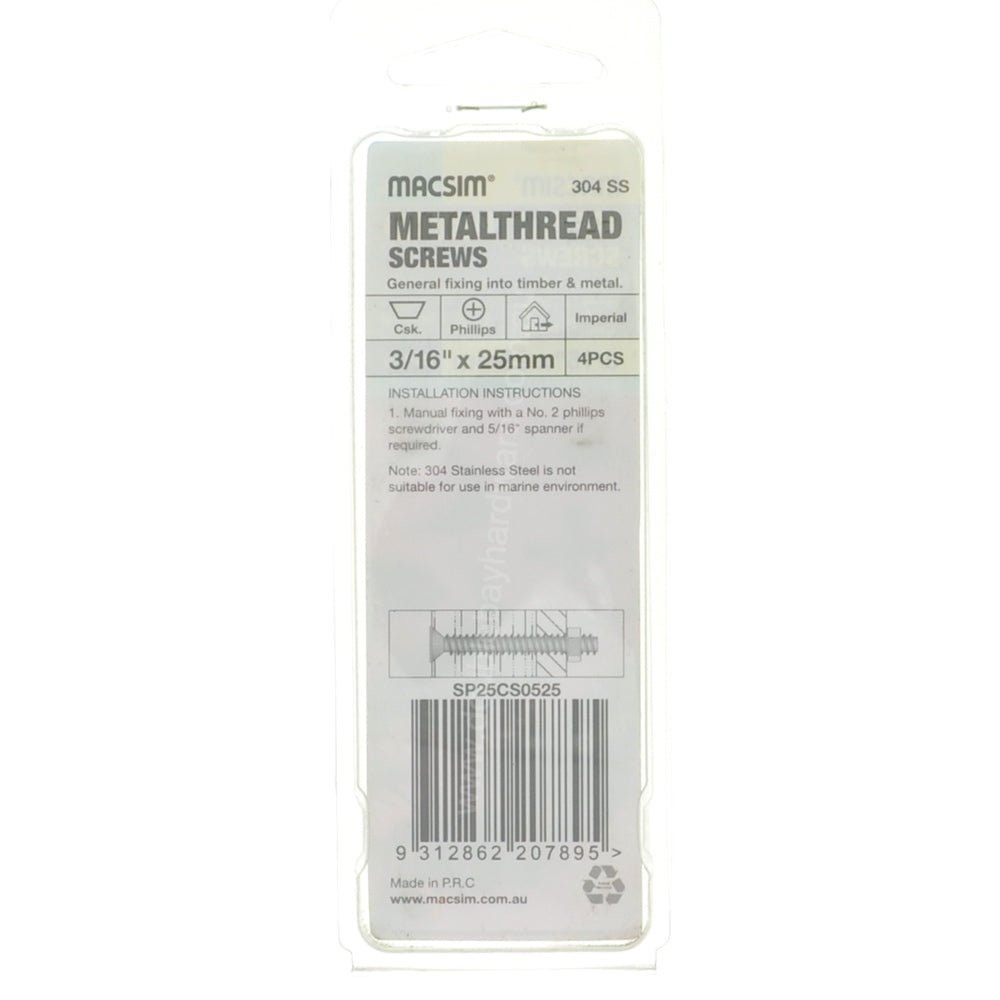 MACSIM® 304 SS
METALTHREAD
SCREWS
General fixing into timber & metal.
Csk. Phillips Imperial
3/16" x 25mm 4PCS
INSTALLATION INSTRUCTIONS
1. Manual fixing with a No. 2 phillips
screwdriver and 5/16" spanner if
required.
Note: 304 Stainless Steel is not
suitable for use in marine environment.
SP25CS0525
9 312862 207895 >
Made in P.R.C
www.macsim.com.au